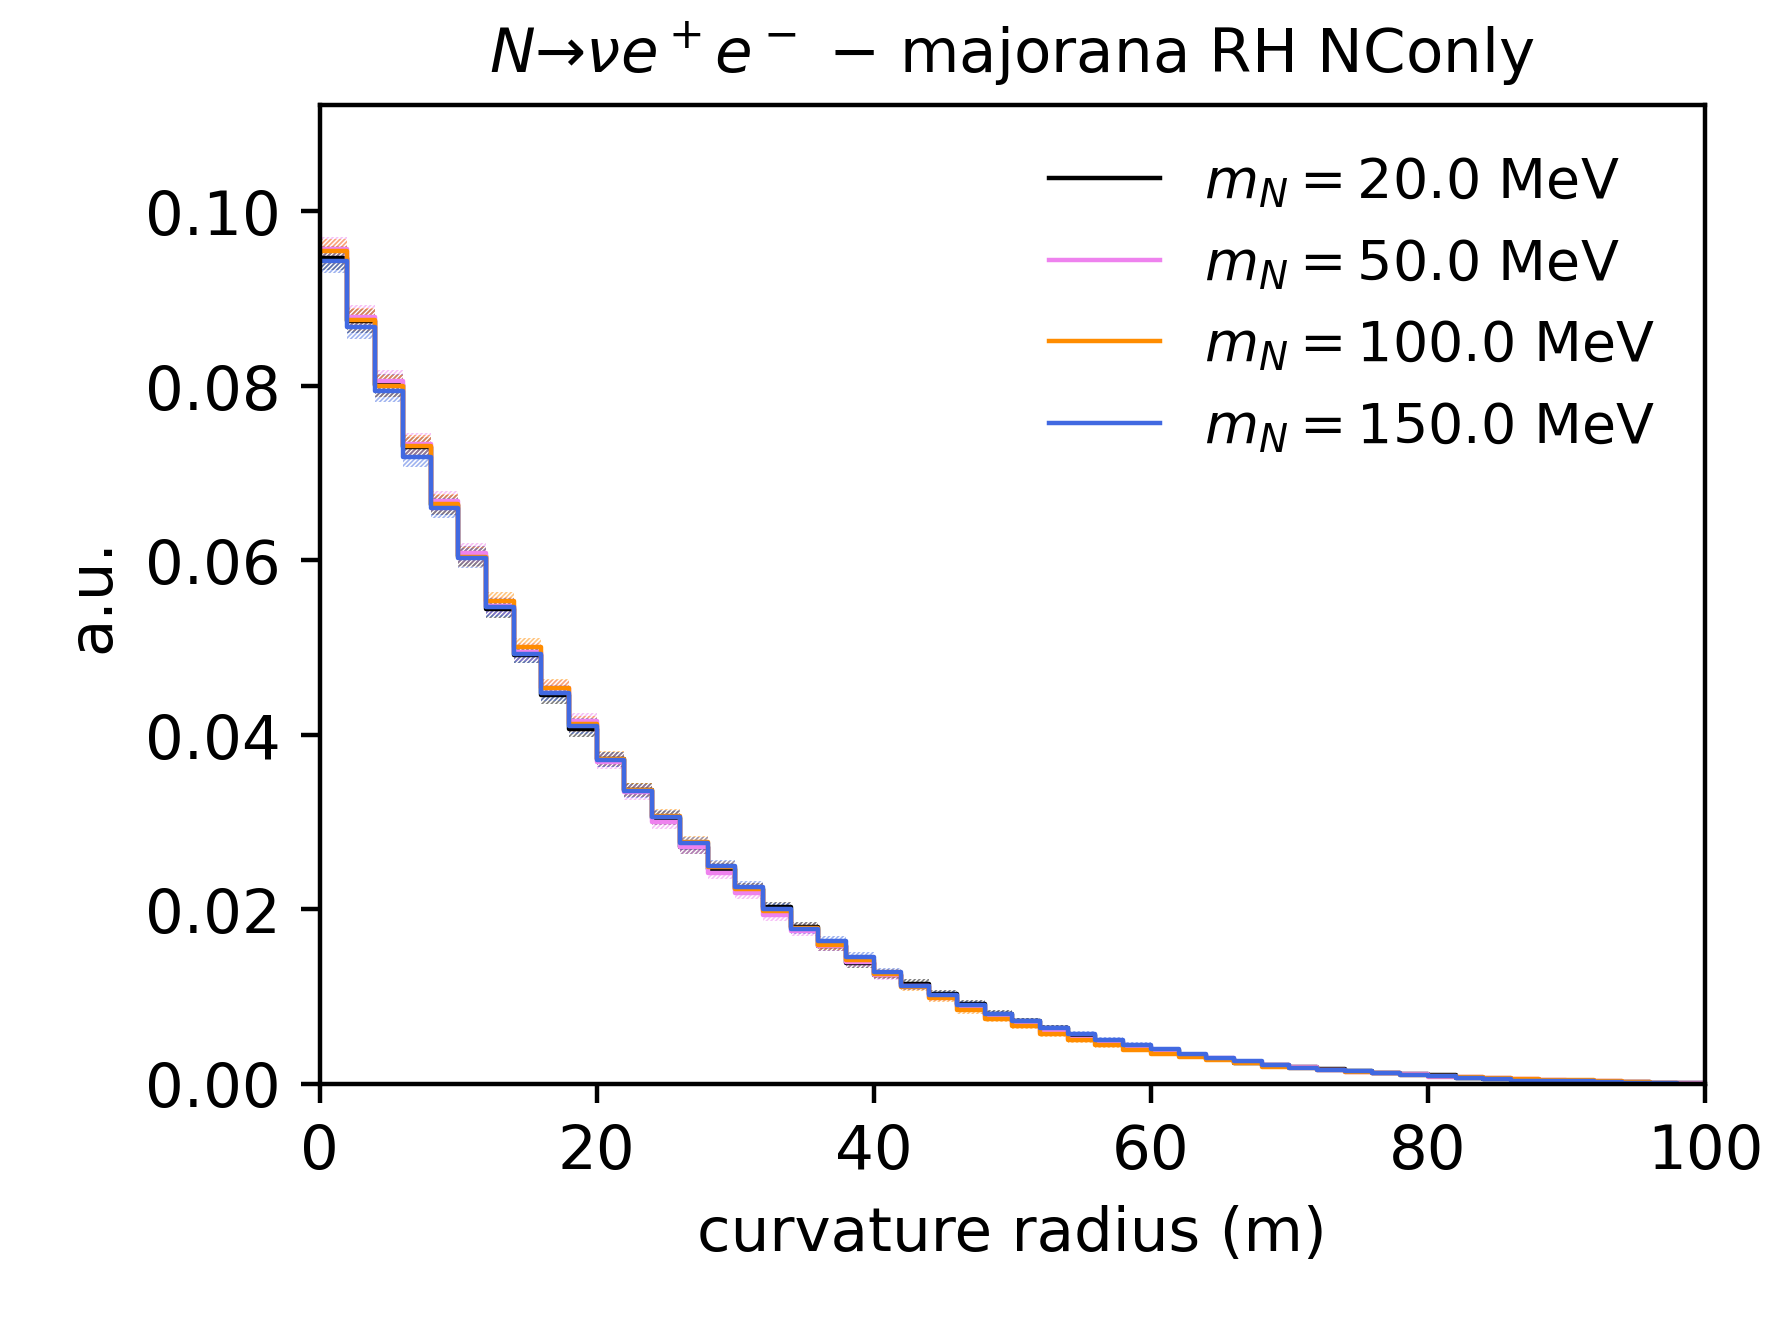 N→νe⁺e⁻ − majorana RH NConly
a.u.
0.10
0.08
0.06
0.04
0.02
0.00
m_N = 20.0 MeV
m_N = 50.0 MeV
m_N = 100.0 MeV
m_N = 150.0 MeV
0 20 40 60 80 100
curvature radius (m)